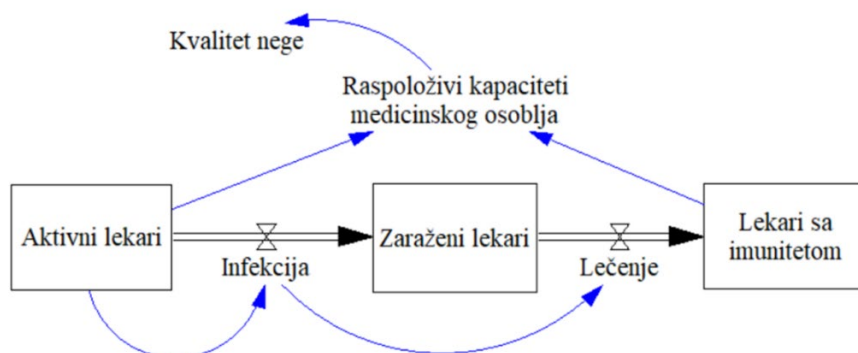 Kvalitet nege
Raspoloživi kapaciteti
medicinskog osoblja
Aktivni lekari
Infekcija
Zaraženi lekari
Lečenje
Lekari sa
imunitetom